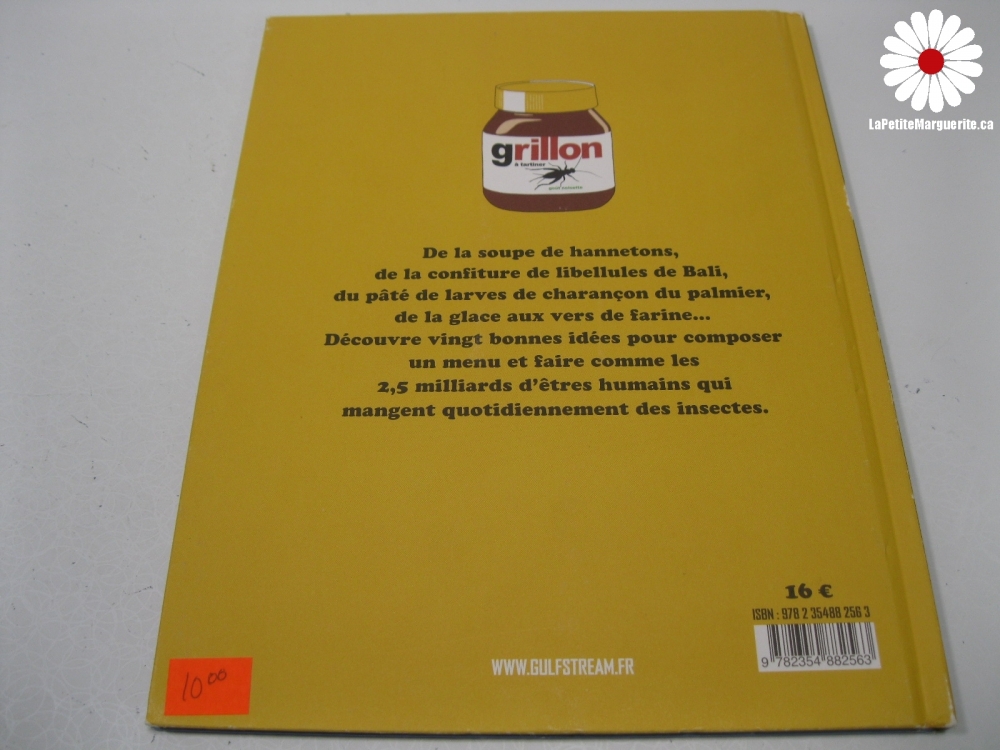 LaPetiteMarguerite.ca
grillon
à tartiner
goût noisette
De la soupe de hannetons,
de la confiture de libellules de Bali,
du pâté de larves de charançon du palmier,
de la glace aux vers de farine...
Découvre vingt bonnes idées pour composer
un menu et faire comme les
2,5 milliards d'êtres humains qui
mangent quotidiennement des insectes.
16 €
ISBN : 978 2 35488 256 3
9 782354 882563
WWW.GULFSTREAM.FR
10 00